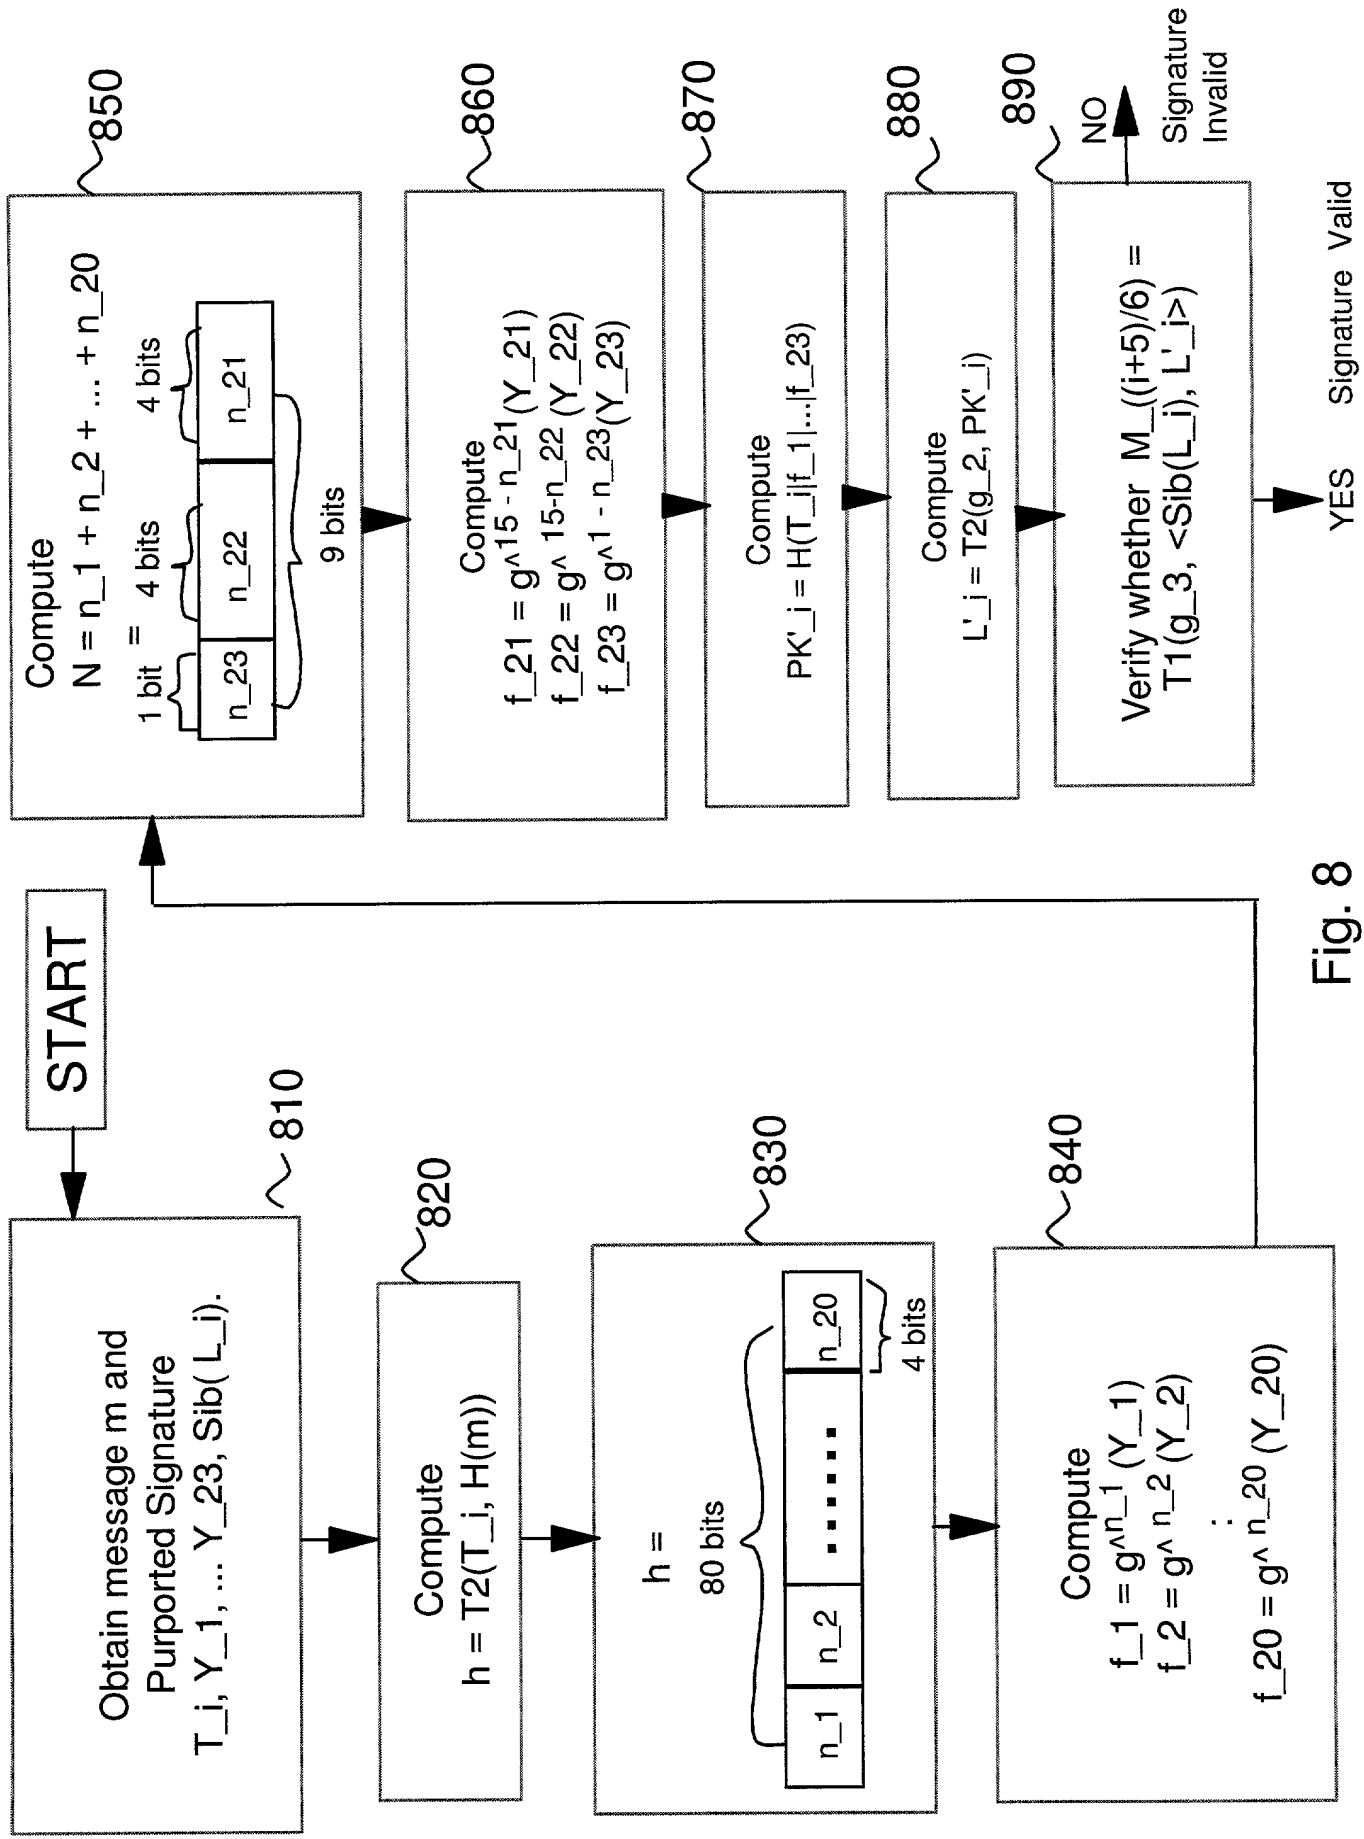 START
Obtain message m and
Purported Signature
T_i, Y_1, ... Y_23, Sib( L_i).
810
Compute
h = T2(T_i, H(m))
820
h =
80 bits
n_1
n_2
......
n_20
4 bits
830
Compute
f_1 = g^n_1 (Y_1)
f_2 = g^ n_2 (Y_2)
:
f_20 = g^ n_20 (Y_20)
840
Compute
N = n_1 + n_2 + ... + n_20
=
1 bit
4 bits
4 bits
n_23
n_22
n_21
9 bits
850
Compute
f_21 = g^15 - n_21(Y_21)
f_22 = g^ 15-n_22 (Y_22)
f_23 = g^1 - n_23(Y_23)
860
Compute
PK'_i = H(T_i|f_1|...|f_23)
870
Compute
L'_i = T2(g_2, PK'_i)
880
Verify whether M_((i+5)/6) =
T1(g_3, <Sib(L_i), L'_i>)
890
NO
Signature
Invalid
YES Signature Valid
Fig. 8